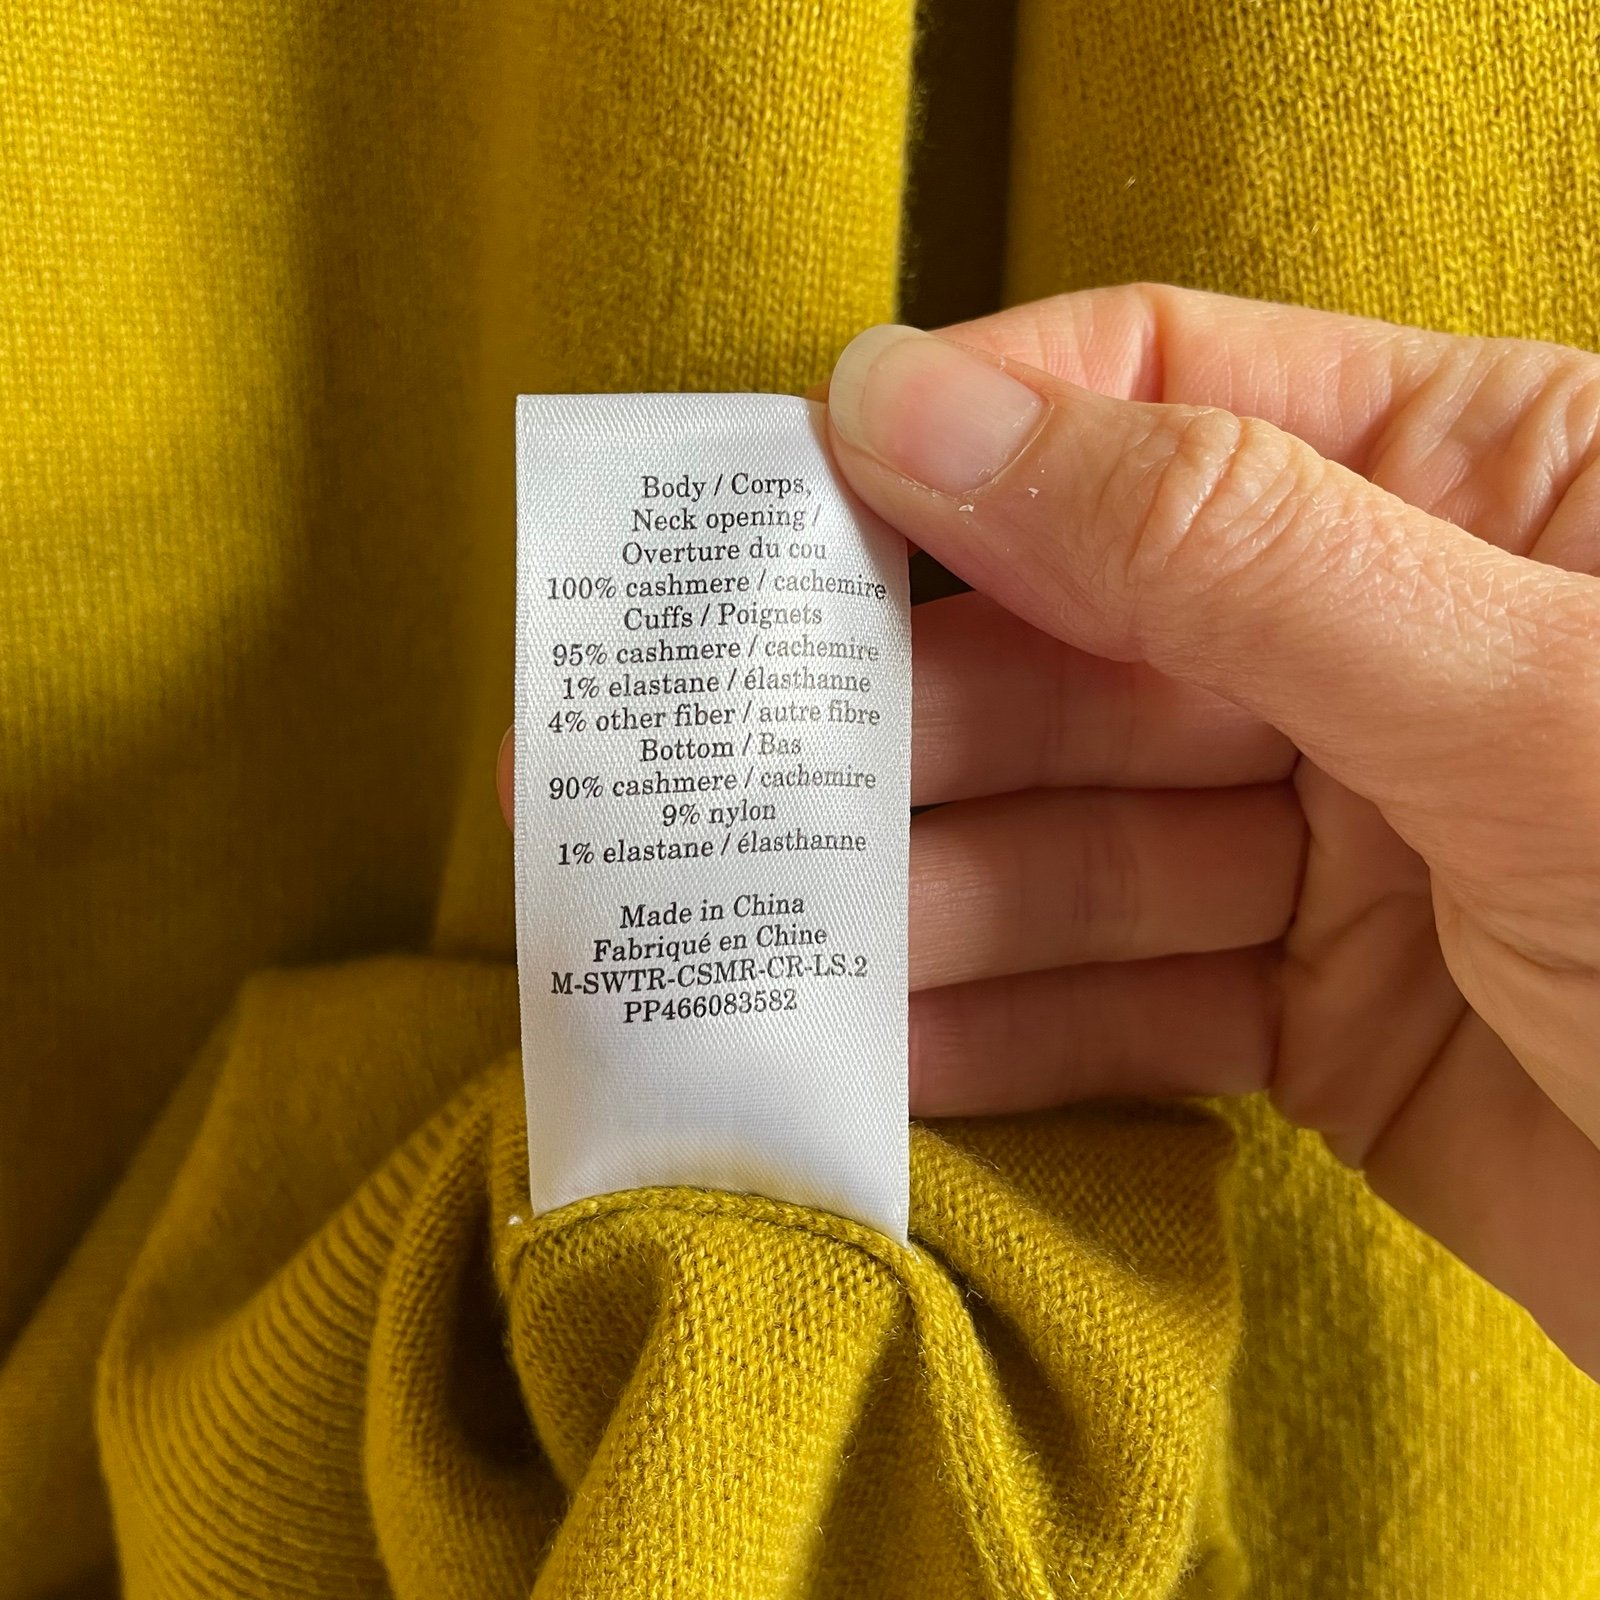 Body / Corps,
Neck opening /
Overture du cou
100% cashmere / cachemire
Cuffs / Poignets
95% cashmere / cachemire
1% elastane / élasthanne
4% other fiber / autre fibre
Bottom / Bas
90% cashmere / cachemire
9% nylon
1% elastane / élasthanne
Made in China
Fabriqué en Chine
M-SWTR-CSMR-CR-LS.2
PP466083582